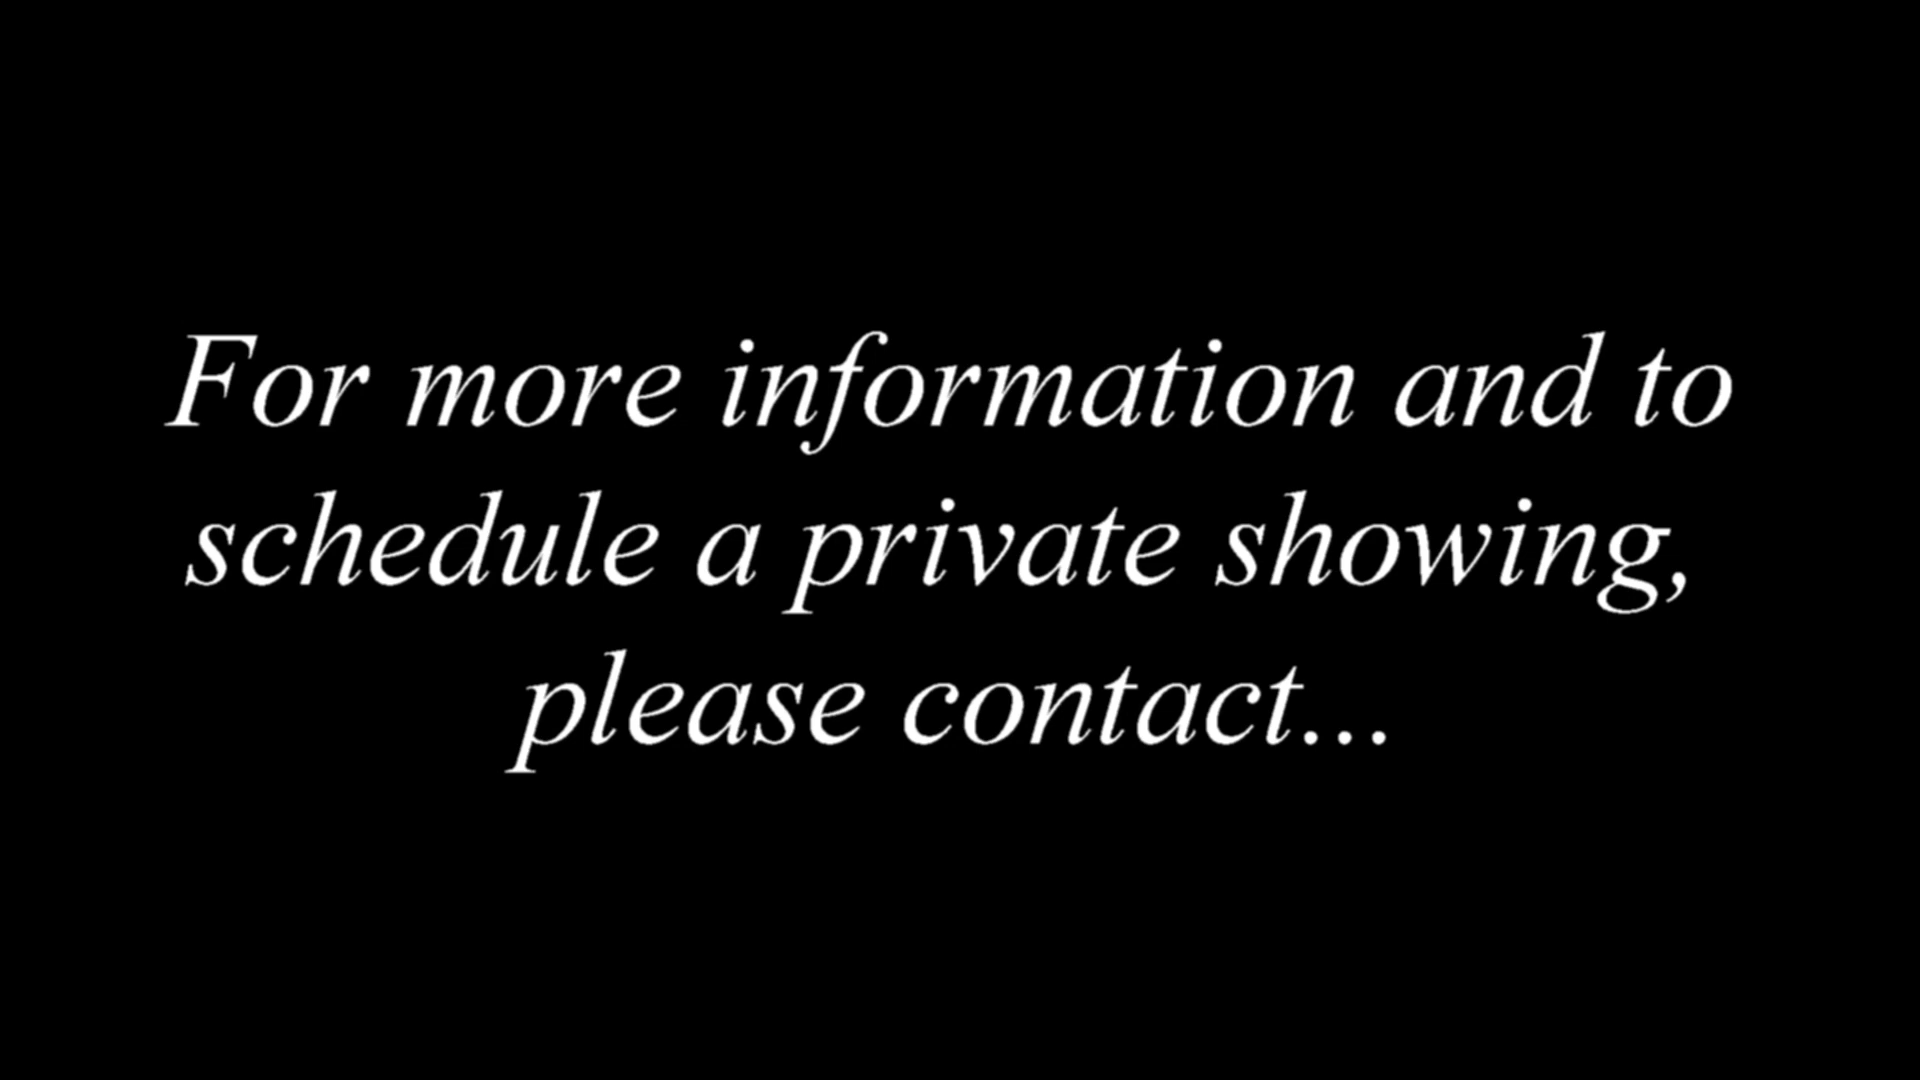 For more information and to
schedule a private showing,
please contact...